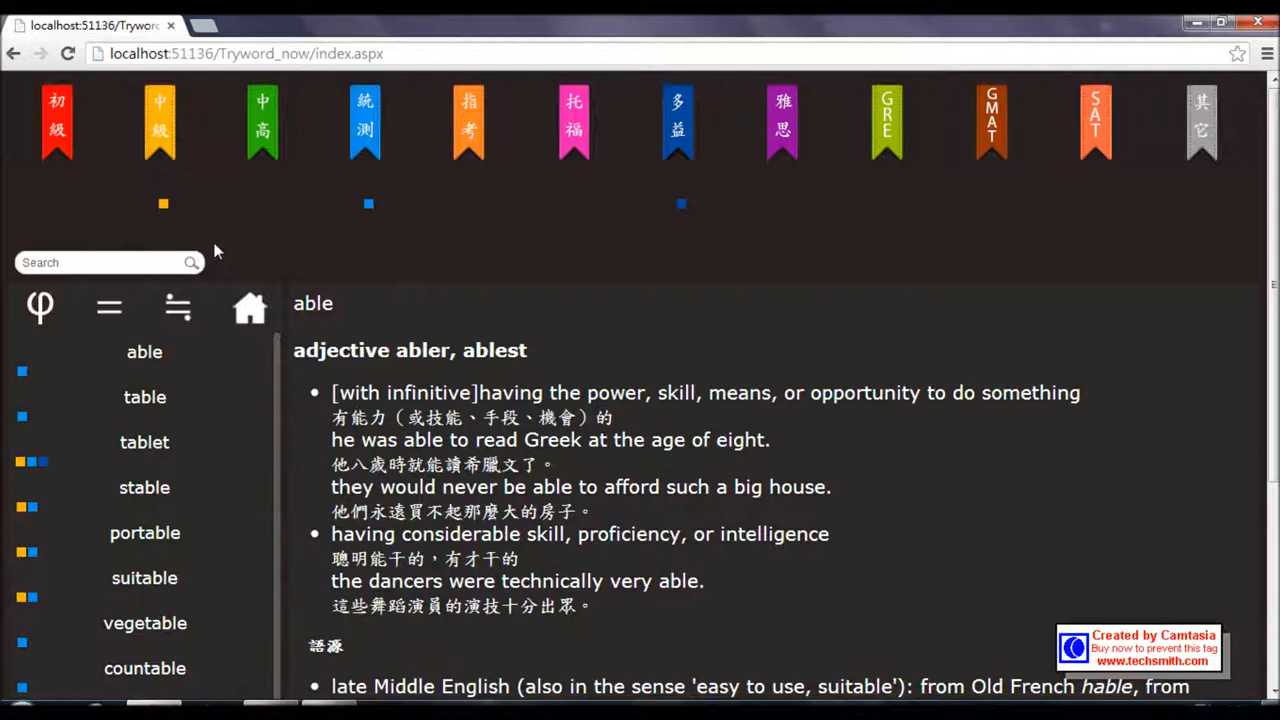 localhost:51136/Tryword
localhost:51136/Tryword_now/index.aspx
初級
中級
中高
統測
指考
托福
多益
雅思
GRE
GMAT
SAT
其它
Search
φ = ≒
able
table
tablet
stable
portable
suitable
vegetable
countable
able
adjective abler, ablest
• [with infinitive]having the power, skill, means, or opportunity to do something
有能力（或技能、手段、機會）的
he was able to read Greek at the age of eight.
他八歲時就能讀希臘文了。
they would never be able to afford such a big house.
他們永遠買不起那麼大的房子。
• having considerable skill, proficiency, or intelligence
聰明能干的，有才干的
the dancers were technically very able.
這些舞蹈演員的演技十分出眾。
語源
• late Middle English (also in the sense 'easy to use, suitable'): from Old French hable, from
Created by Camtasia
Buy now to prevent this tag
www.techsmith.com